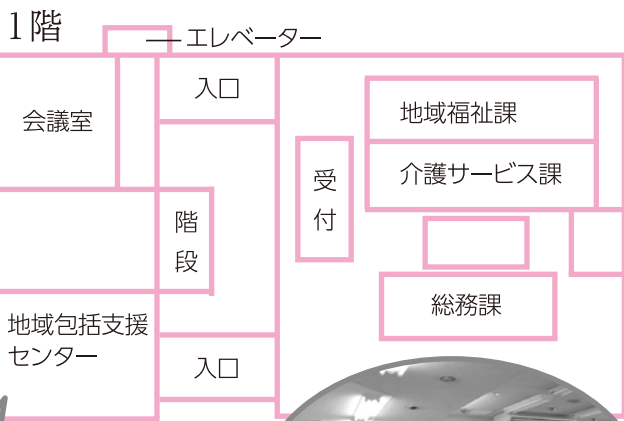 1階
エレベーター
入口
会議室
地域福祉課
介護サービス課
受付
階段
総務課
地域包括支援
センター
入口